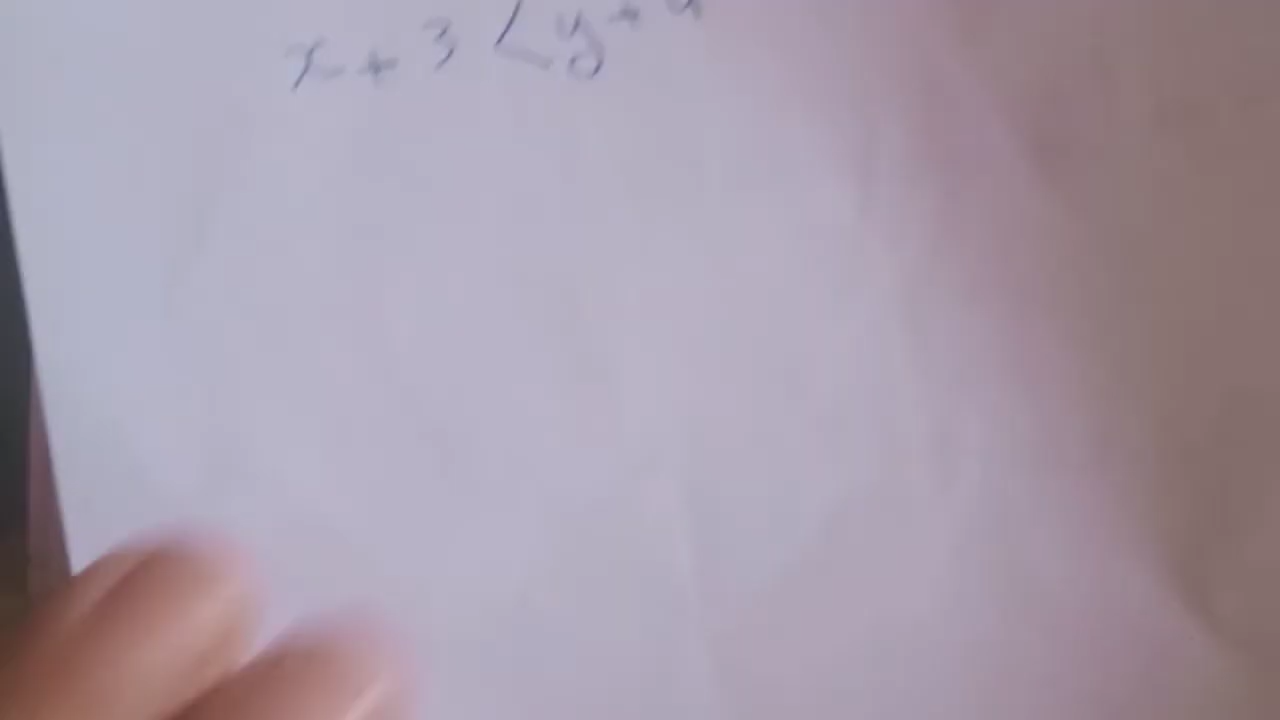 x + 3 < y +